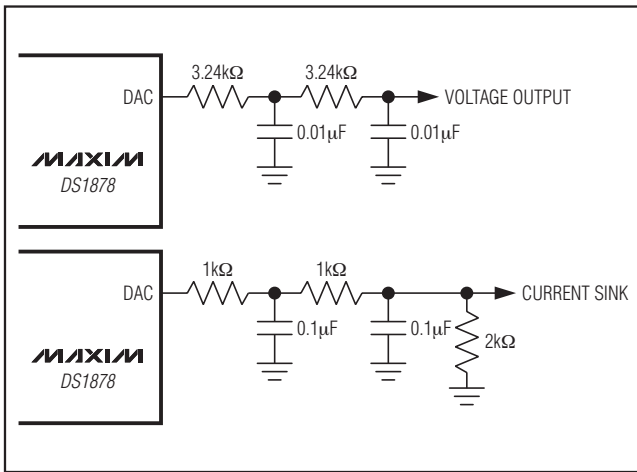 3.24kΩ 3.24kΩ
DAC
VOLTAGE OUTPUT
0.01µF 0.01µF
MAXIM
DS1878
1kΩ 1kΩ
DAC
CURRENT SINK
0.1µF 0.1µF
2kΩ
MAXIM
DS1878